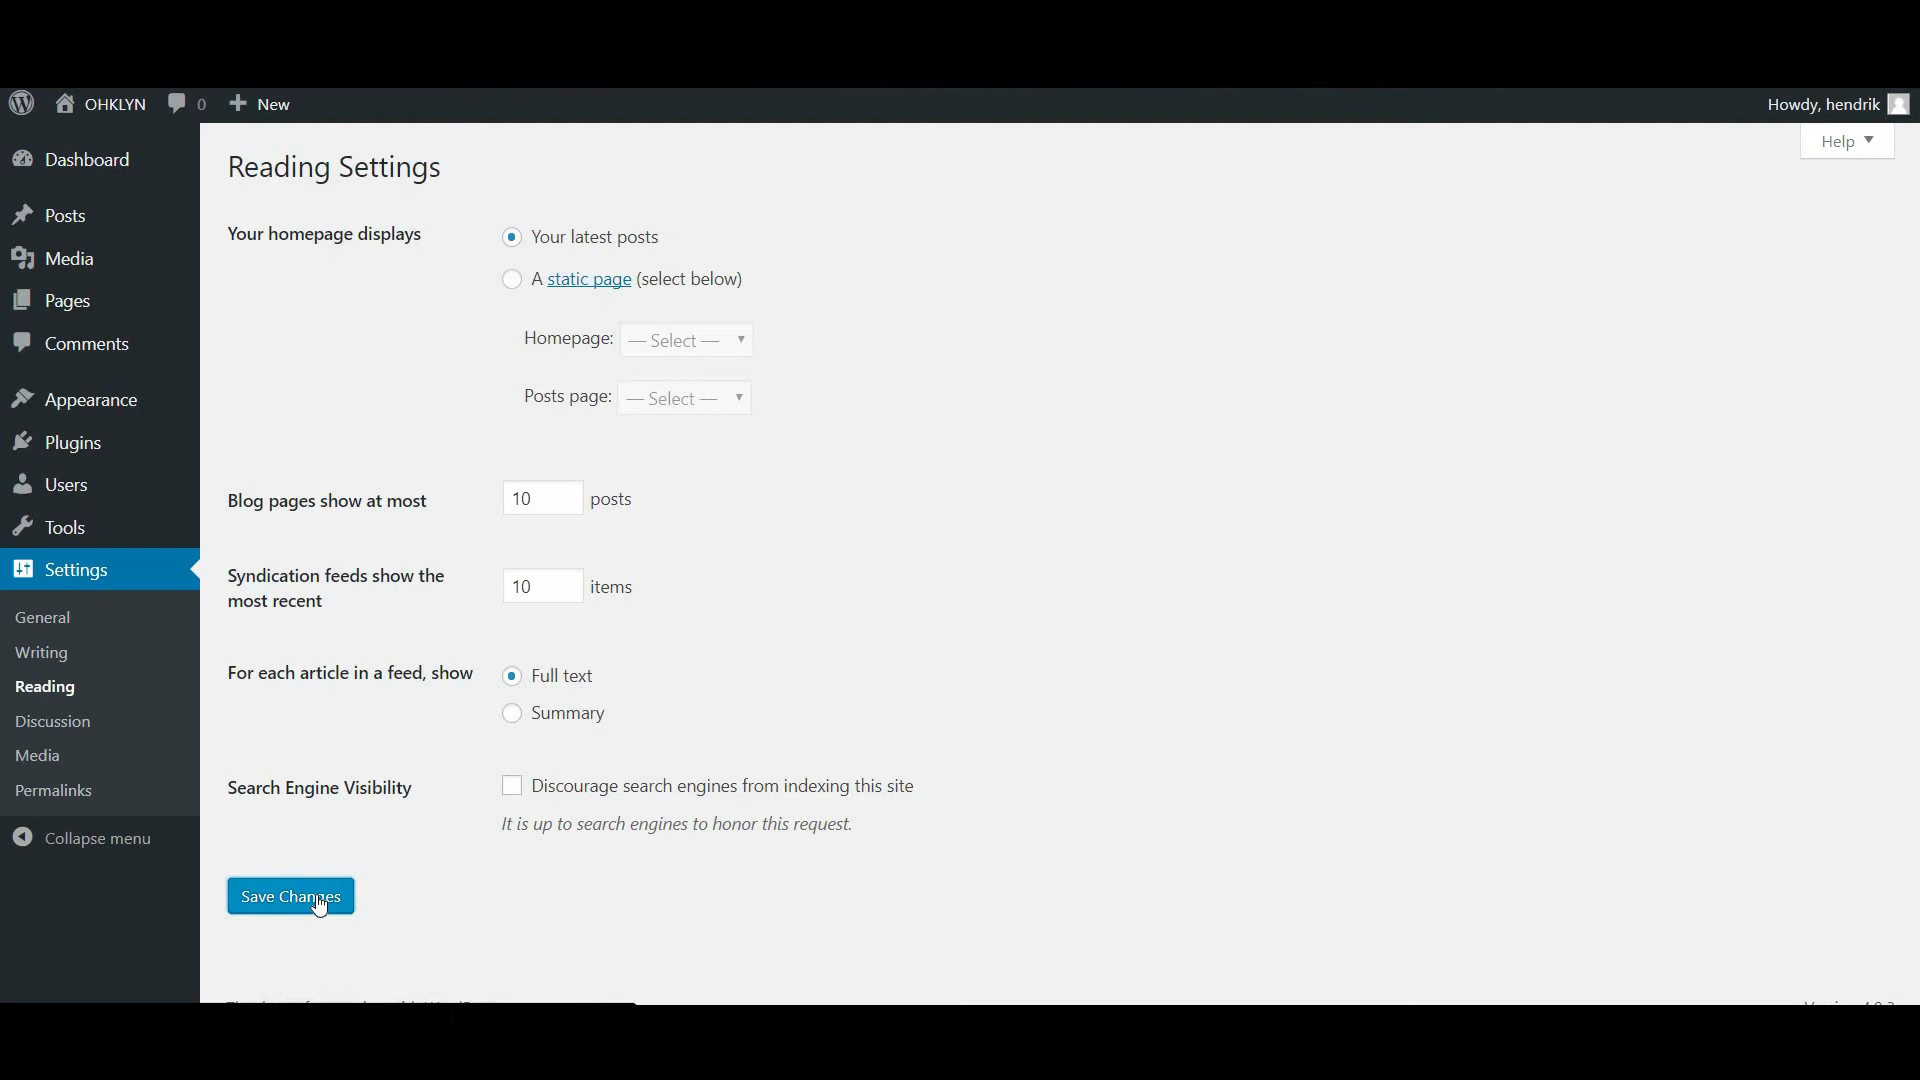 OHKLYN 0 New Howdy, hendrik
Help
Dashboard
Posts
Media
Pages
Comments
Appearance
Plugins
Users
Tools
Settings
General
Writing
Reading
Discussion
Media
Permalinks
Collapse menu
Reading Settings
Your homepage displays
Your latest posts
A static page (select below)
Homepage: — Select —
Posts page: — Select —
Blog pages show at most
10 posts
Syndication feeds show the
most recent
10 items
For each article in a feed, show
Full text
Summary
Search Engine Visibility
Discourage search engines from indexing this site
It is up to search engines to honor this request.
Save Changes